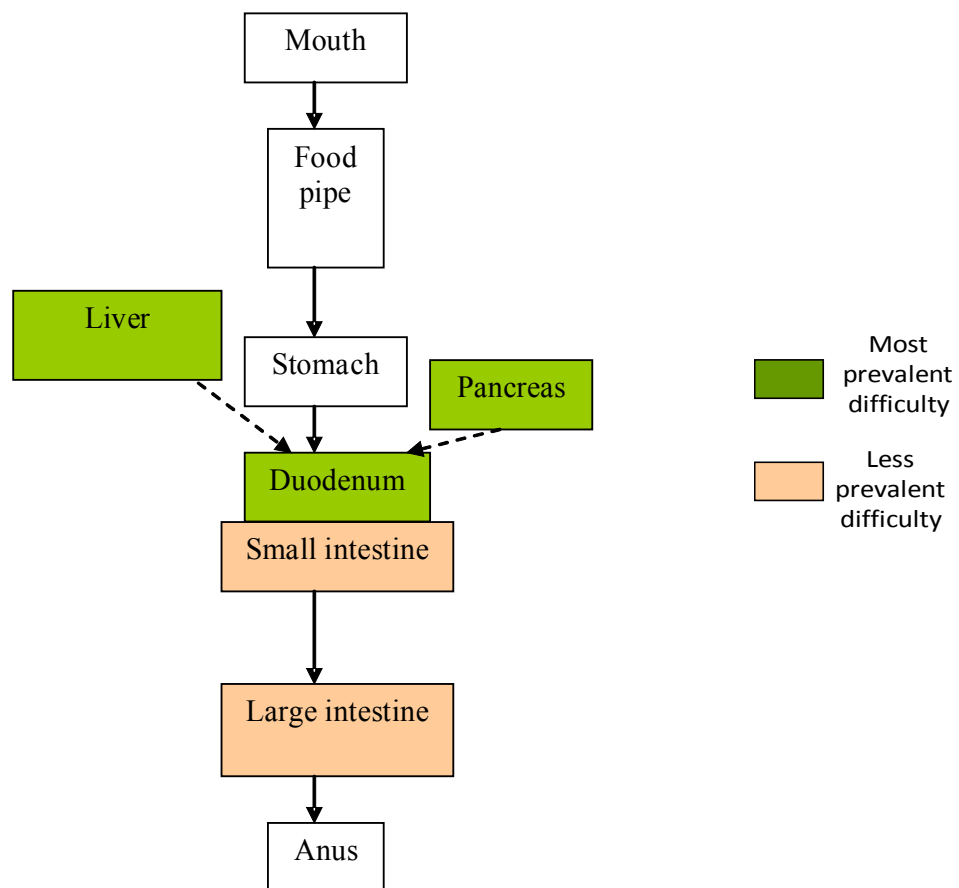 Mouth
Food
pipe
Liver
Stomach
Pancreas
Duodenum
Small intestine
Large intestine
Anus
Most
prevalent
difficulty
Less
prevalent
difficulty